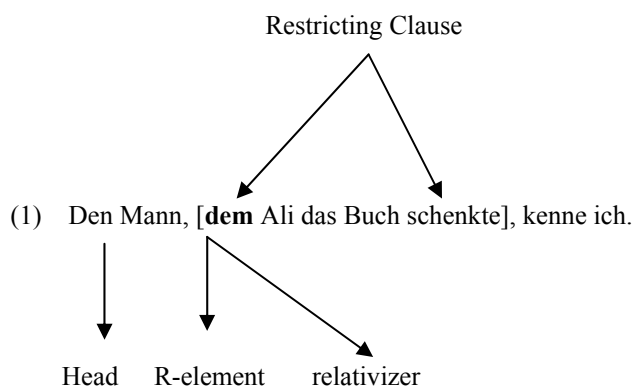 Restricting Clause
(1) Den Mann, [dem Ali das Buch schenkte], kenne ich.
Head R-element relativizer